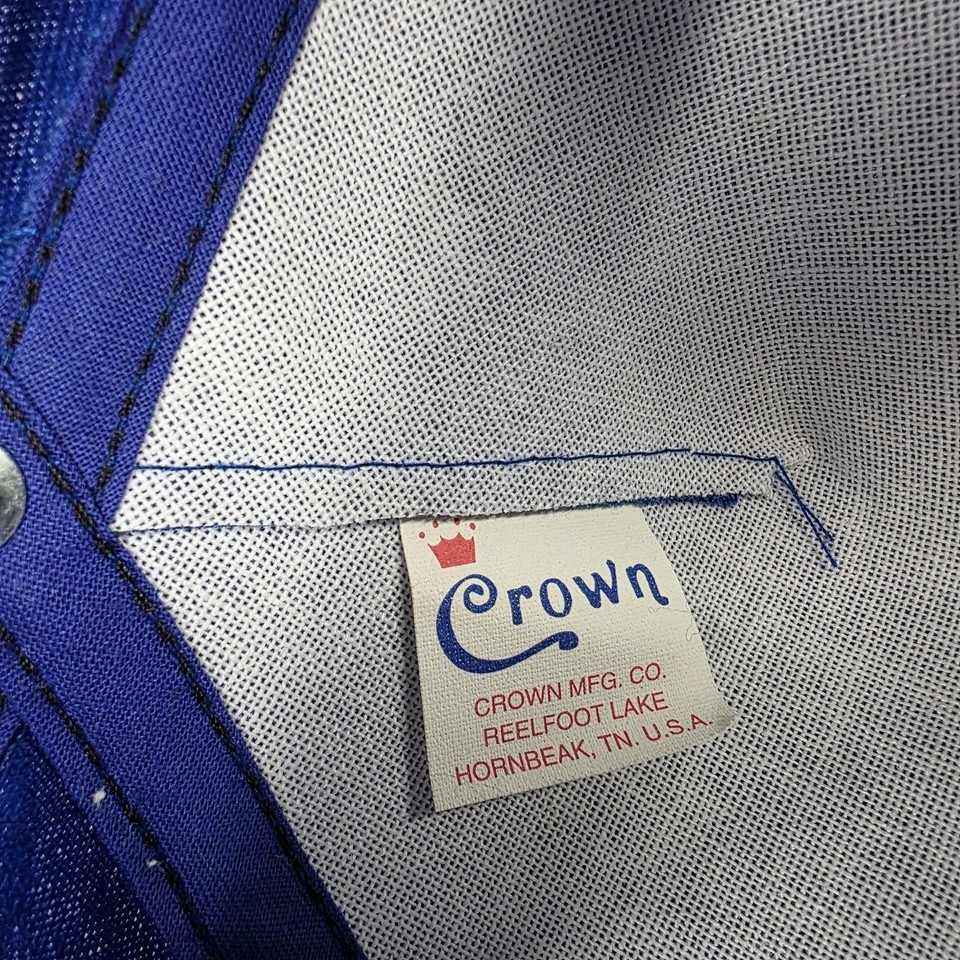 Crown
CROWN MFG. CO.
REELFOOT LAKE
HORNBEAK, TN. U.S.A.